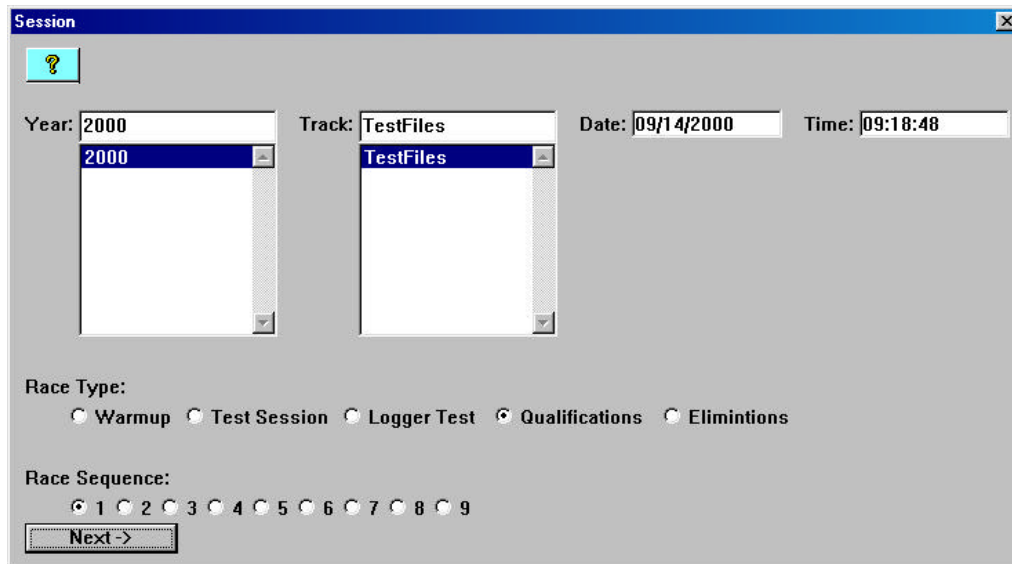 Session
?
Year: 2000 Track: TestFiles Date: 09/14/2000 Time: 09:18:48
2000 TestFiles
Race Type:
Warmup Test Session Logger Test Qualifications Elimintions
Race Sequence:
1 2 3 4 5 6 7 8 9
Next ->